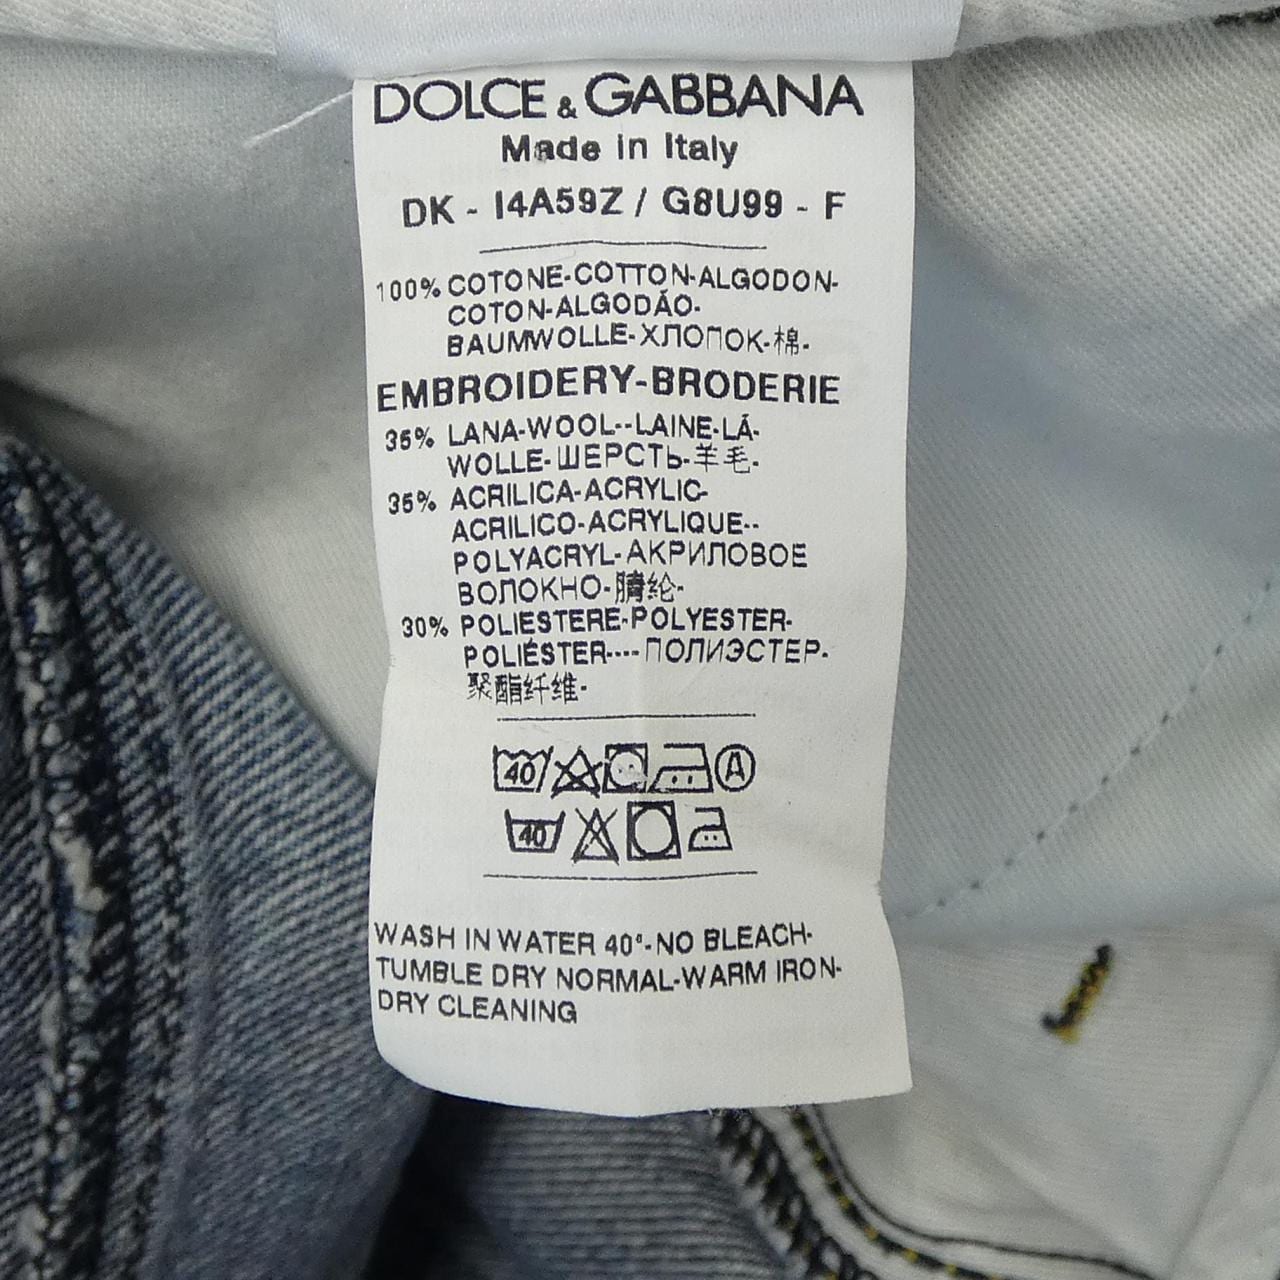 DOLCE & GABBANA
Made in Italy
DK - I4A59Z / G8U99 - F
100% COTONE-COTTON-ALGODON-
COTON-ALGODÃO-
BAUMWOLLE-ХЛОПОК-棉-
EMBROIDERY-BRODERIE
35% LANA-WOOL--LAINE-LÃ-
WOLLE-ШЕРСТЬ-羊毛-
35% ACRILICA-ACRYLIC-
ACRILICO-ACRYLIQUE--
POLYACRYL-АКРИЛОВОЕ
ВОЛОКНО-腈纶-
30% POLIESTERE-POLYESTER-
POLIÉSTER----ПОЛИЭСТЕР-
聚酯纤维-
40 A
40
WASH IN WATER 40°-NO BLEACH-
TUMBLE DRY NORMAL-WARM IRON-
DRY CLEANING